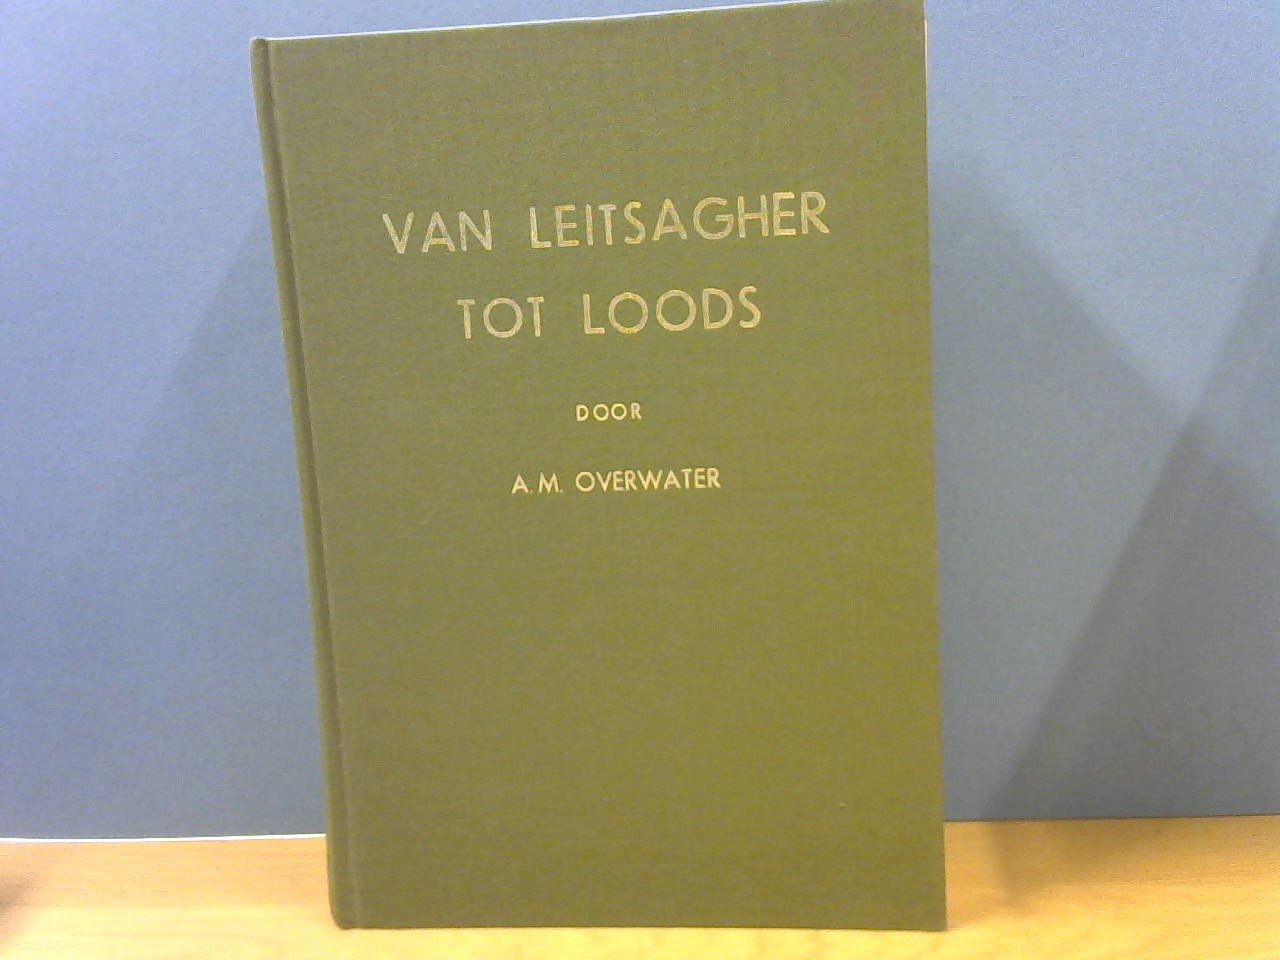 VAN LEITSAGHER
TOT LOODS
DOOR
A.M. OVERWATER